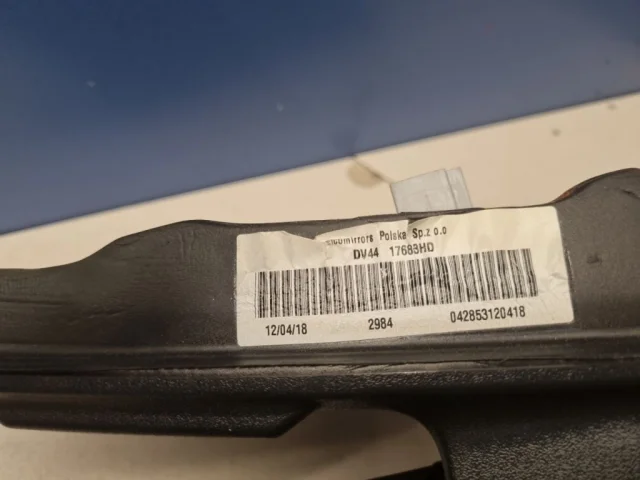 Polska Sp.z o.o
DV44 17683HD
12/04/18 2984 042853120418